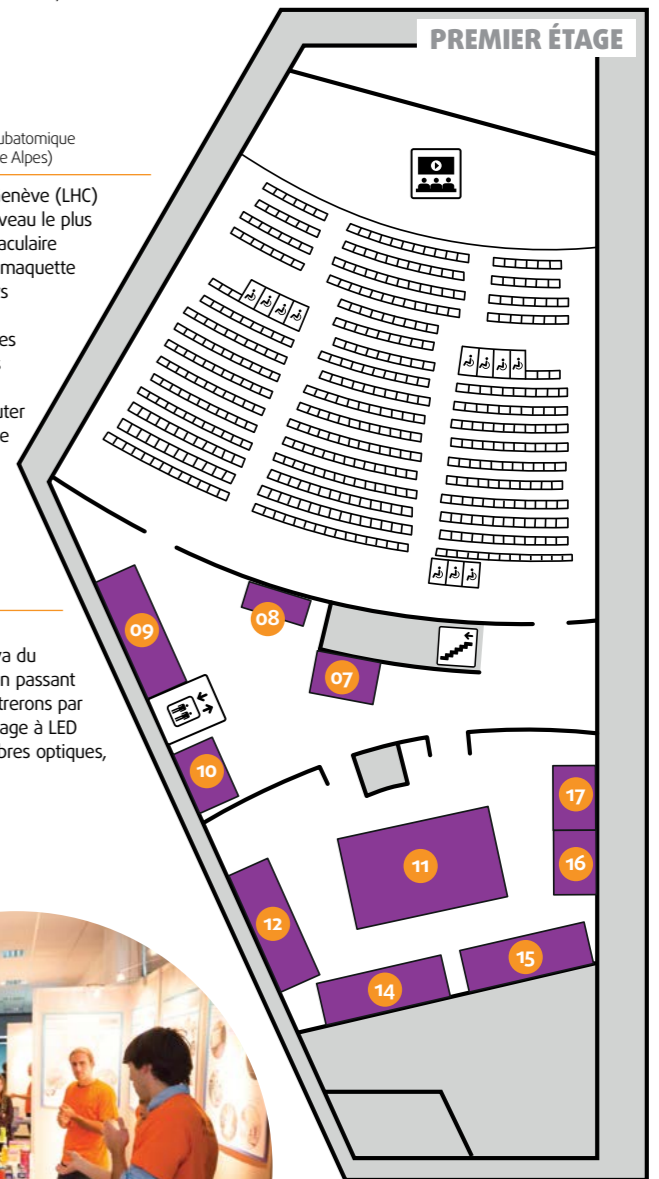 PREMIER ÉTAGE
ubatomique
e Alpes)
enève (LHC)
veau le plus
aculaire
maquette
s
es
s
uter
e
va du
n passant
trerons par
age à LED
bres optiques,
09
08
07
10
17
11
16
12
15
14